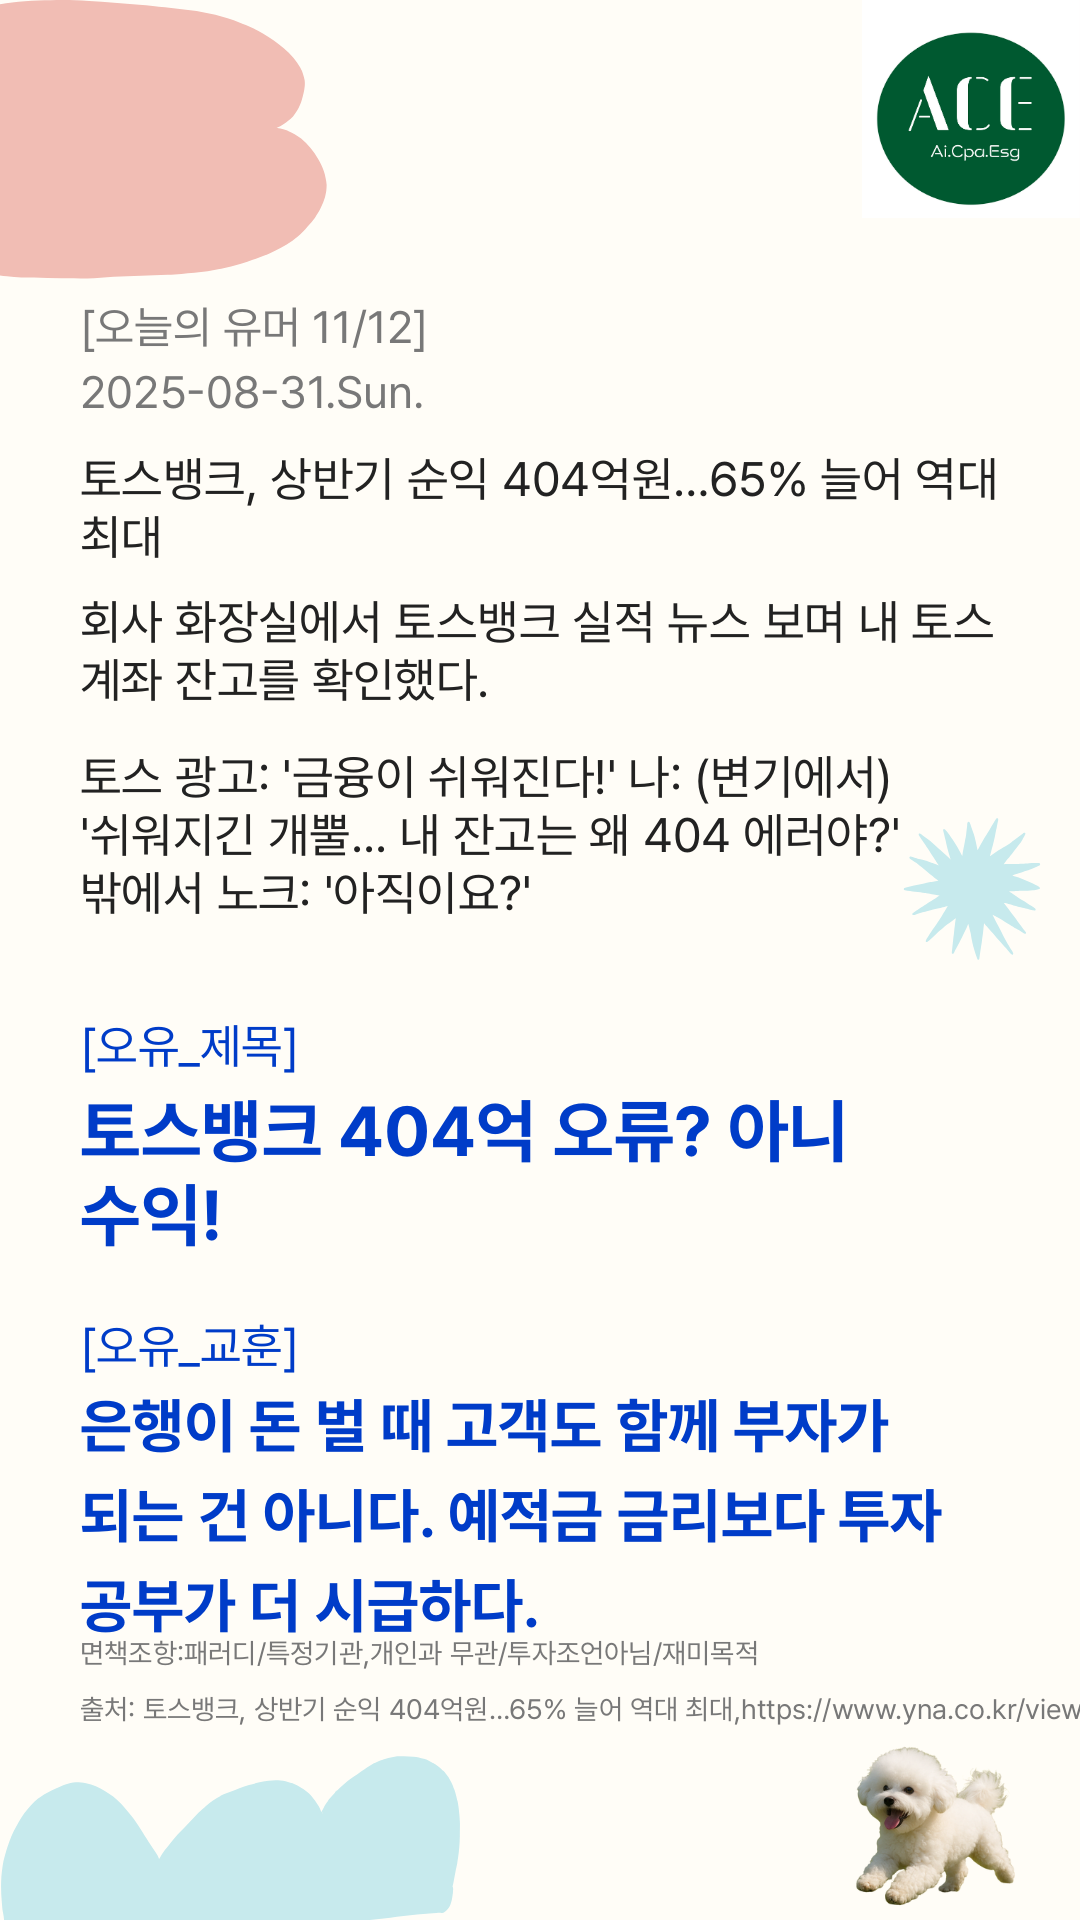 ACE
Ai.Cpa.Esg
[오늘의 유머 11/12]
2025-08-31.Sun.
토스뱅크, 상반기 순익 404억원…65% 늘어 역대
최대
회사 화장실에서 토스뱅크 실적 뉴스 보며 내 토스
계좌 잔고를 확인했다.
토스 광고: '금융이 쉬워진다!' 나: (변기에서)
'쉬워지긴 개뿔... 내 잔고는 왜 404 에러야?'
밖에서 노크: '아직이요?'
[오유_제목]
토스뱅크 404억 오류? 아니
수익!
[오유_교훈]
은행이 돈 벌 때 고객도 함께 부자가
되는 건 아니다. 예적금 금리보다 투자
공부가 더 시급하다.
면책조항:패러디/특정기관,개인과 무관/투자조언아님/재미목적
출처: 토스뱅크, 상반기 순익 404억원…65% 늘어 역대 최대,https://www.yna.co.kr/view